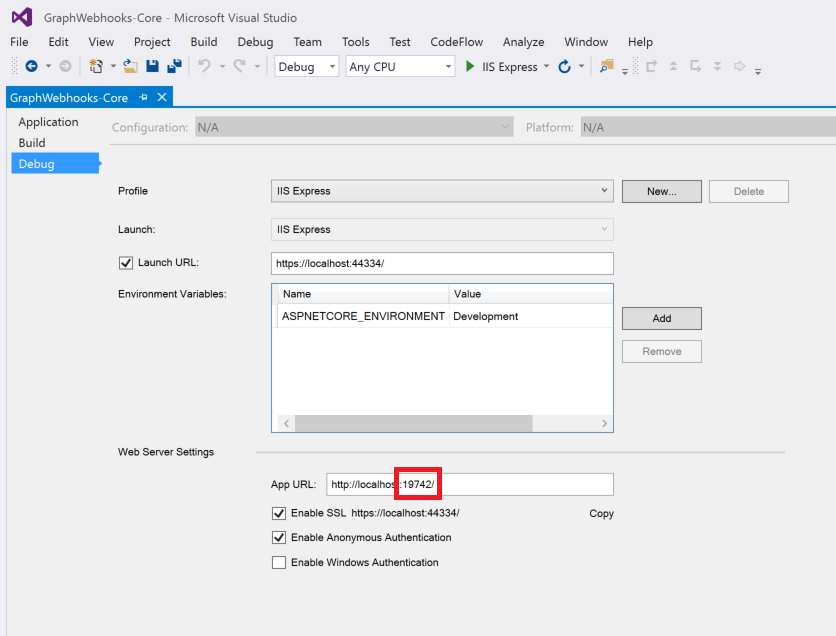 GraphWebhooks-Core - Microsoft Visual Studio
File Edit View Project Build Debug Team Tools Test CodeFlow Analyze Window Help
Debug Any CPU IIS Express
GraphWebhooks-Core
Application
Configuration: N/A Platform: N/A
Build
Debug
Profile IIS Express New... Delete
Launch: IIS Express
Launch URL: https://localhost:44334/
Environment Variables: Name Value
ASPNETCORE_ENVIRONMENT Development Add
Remove
Web Server Settings
App URL: http://localhost:19742/
Enable SSL https://localhost:44334/ Copy
Enable Anonymous Authentication
Enable Windows Authentication